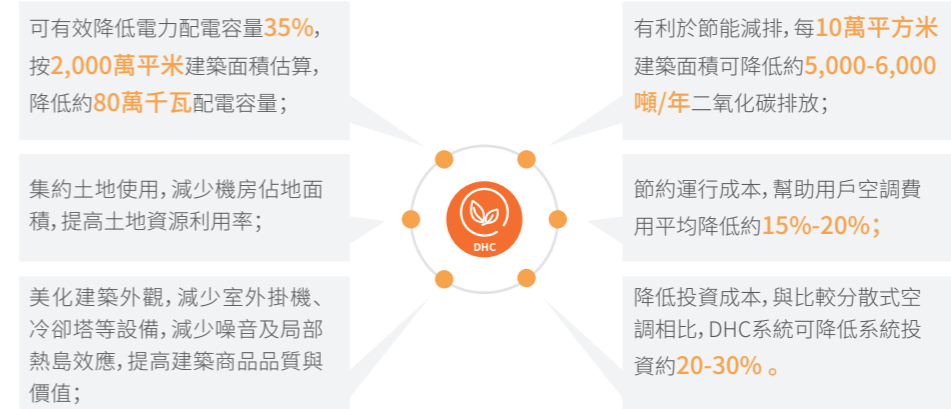 可有效降低電力配電容量35%,
按2,000萬平米建築面積估算,
降低約80萬千瓦配電容量;
集約土地使用,減少機房佔地面
積,提高土地資源利用率;
美化建築外觀,減少室外掛機、
冷卻塔等設備,減少噪音及局部
熱島效應,提高建築商品品質與
價值;
DHC
有利於節能減排,每10萬平方米
建築面積可降低約5,000-6,000
噸/年二氧化碳排放;
節約運行成本,幫助用戶空調費
用平均降低約15%-20%;
降低投資成本,與比較分散式空
調相比,DHC系統可降低系統投
資約20-30% 。